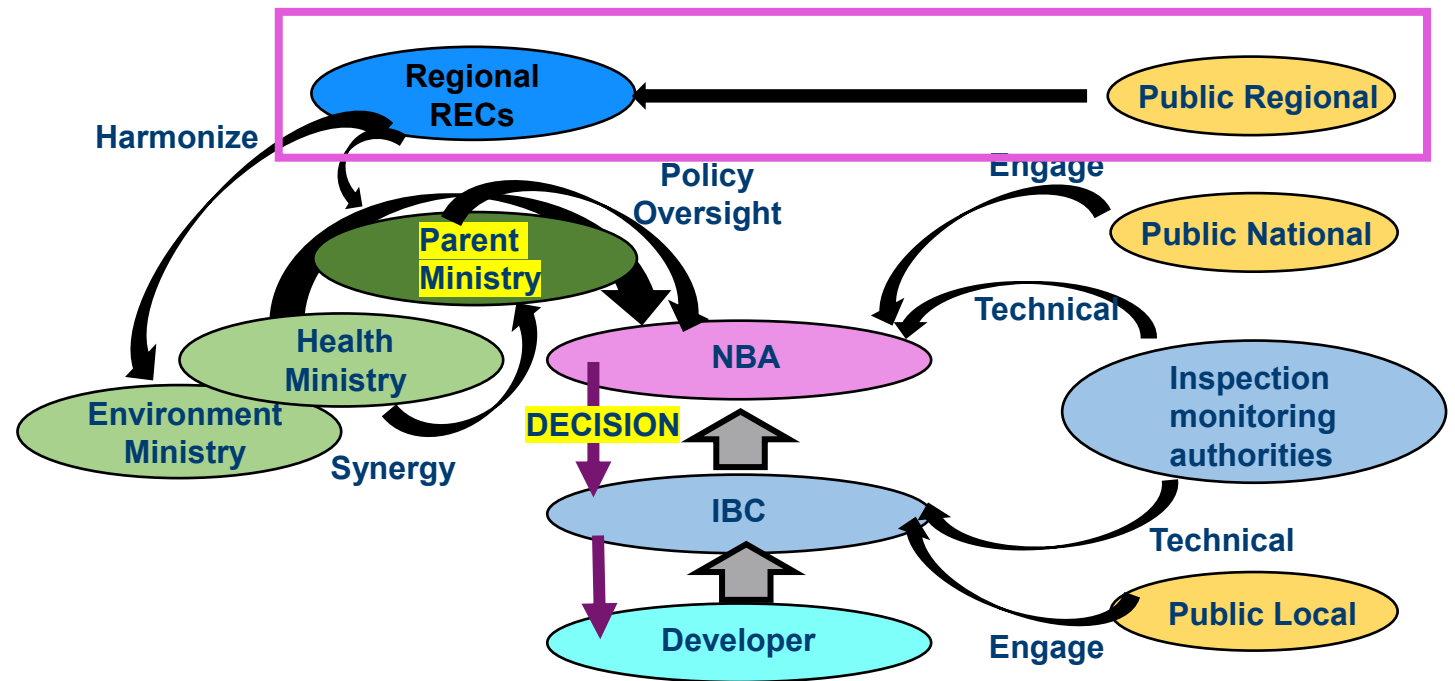 Regional
RECs
Public Regional
Harmonize
Policy
Oversight
Engage
Public National
Parent
Ministry
Technical
Health
Ministry
NBA
Inspection
monitoring
authorities
Environment
Ministry
DECISION
Synergy
IBC
Technical
Public Local
Developer
Engage